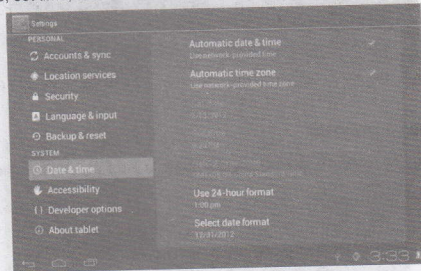 Settings
PERSONAL
Accounts & sync
Location services
Security
Language & input
Backup & reset
SYSTEM
Date & time
Accessibility
Developer options
About tablet
Automatic date & time
Use network-provided time
Automatic time zone
Use network-provided time zone
Use 24-hour format
1:00 pm
Select date format
12/31/2012
3:33